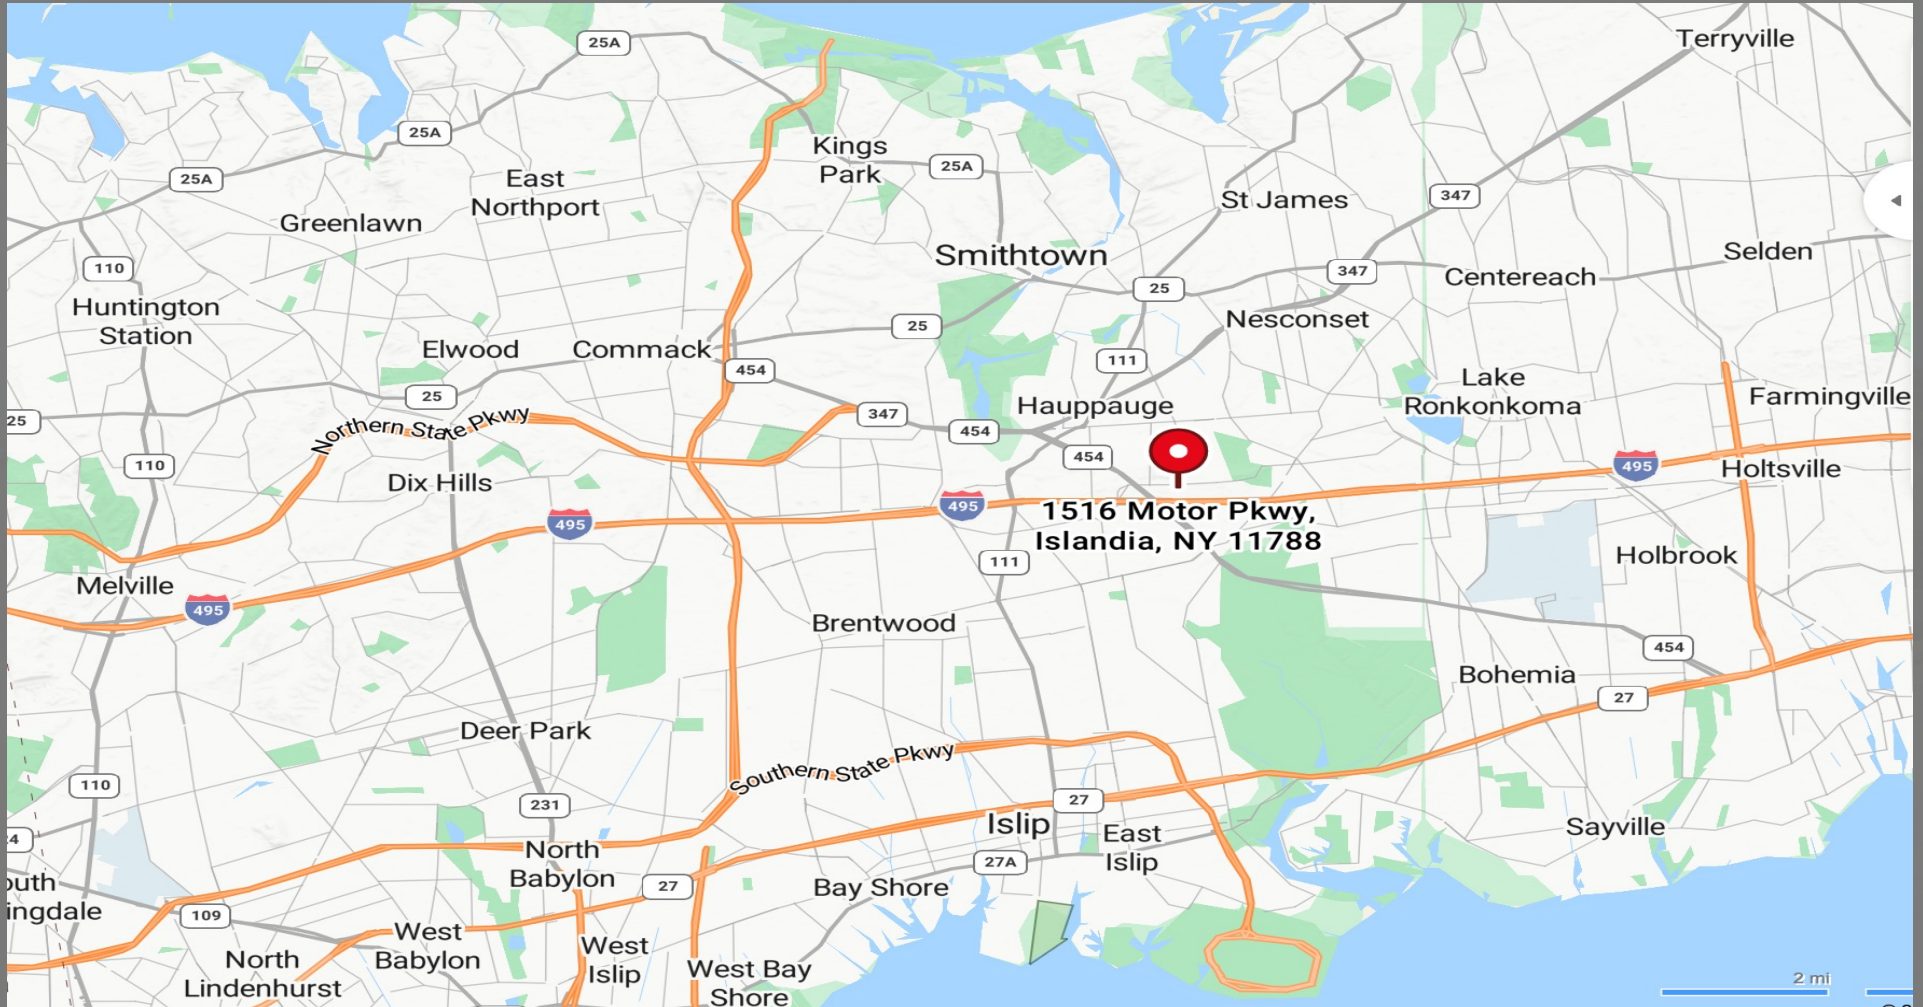 25A
Terryville
25A
Kings
Park
25A
25A
East
Northport
St James
347
Greenlawn
Smithtown
Selden
110
347
Centereach
25
Huntington
Station
Nesconset
25
Elwood
Commack
111
454
Lake
Ronkonkoma
25
Farmingville
Hauppauge
347
25
Northern State Pkwy
454
454
110
495
Holtsville
Dix Hills
495
495
1516 Motor Pkwy,
Islandia, NY 11788
111
Holbrook
Melville
495
Brentwood
454
Bohemia
27
Deer Park
Southern State Pkwy
110
231
27
Islip
East
Islip
Sayville
27A
North
Babylon
27
Bay Shore
outh
ingdale
109
West
Babylon
West
Islip
North
Lindenhurst
West Bay
Shore
2 mi